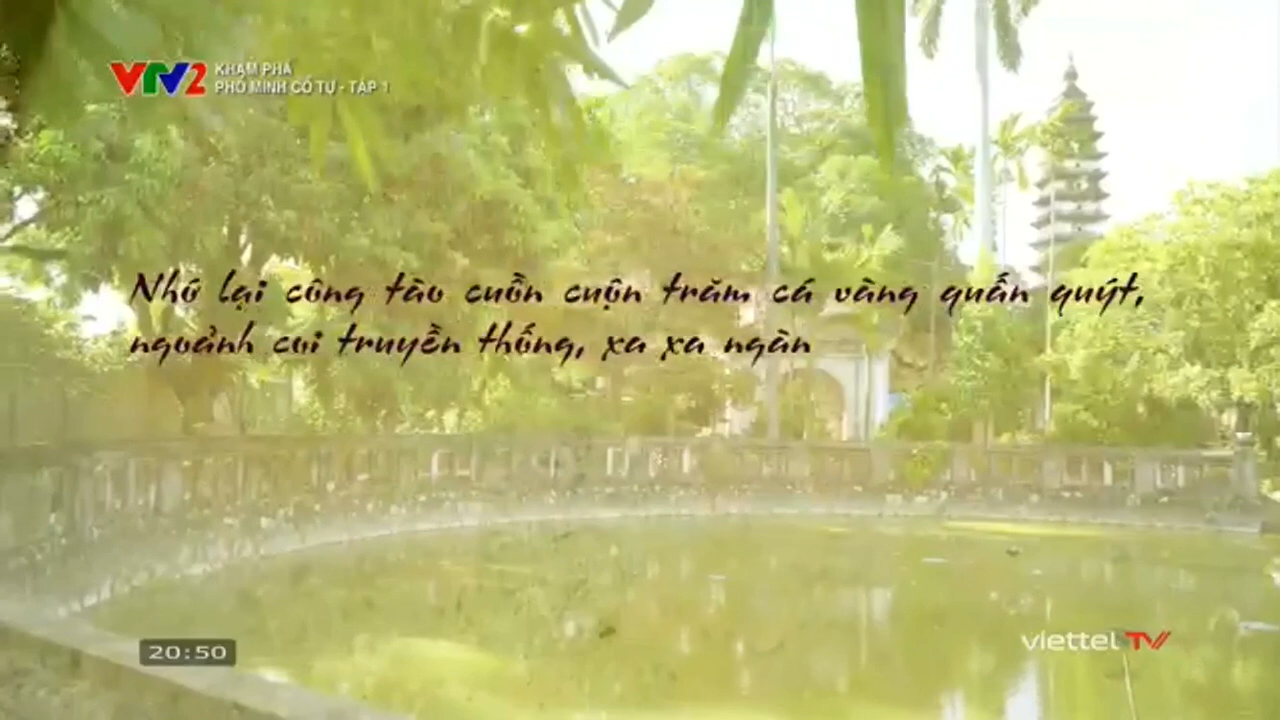 VTV2 KHÁM PHÁ
PHỔ MINH CỔ TỰ - TẬP 1
Nhớ lại công tào cuồn cuộn trăm cá vàng quấn quýt,
ngoảnh coi truyền thống, xa xa ngàn
20:50
viettel TV